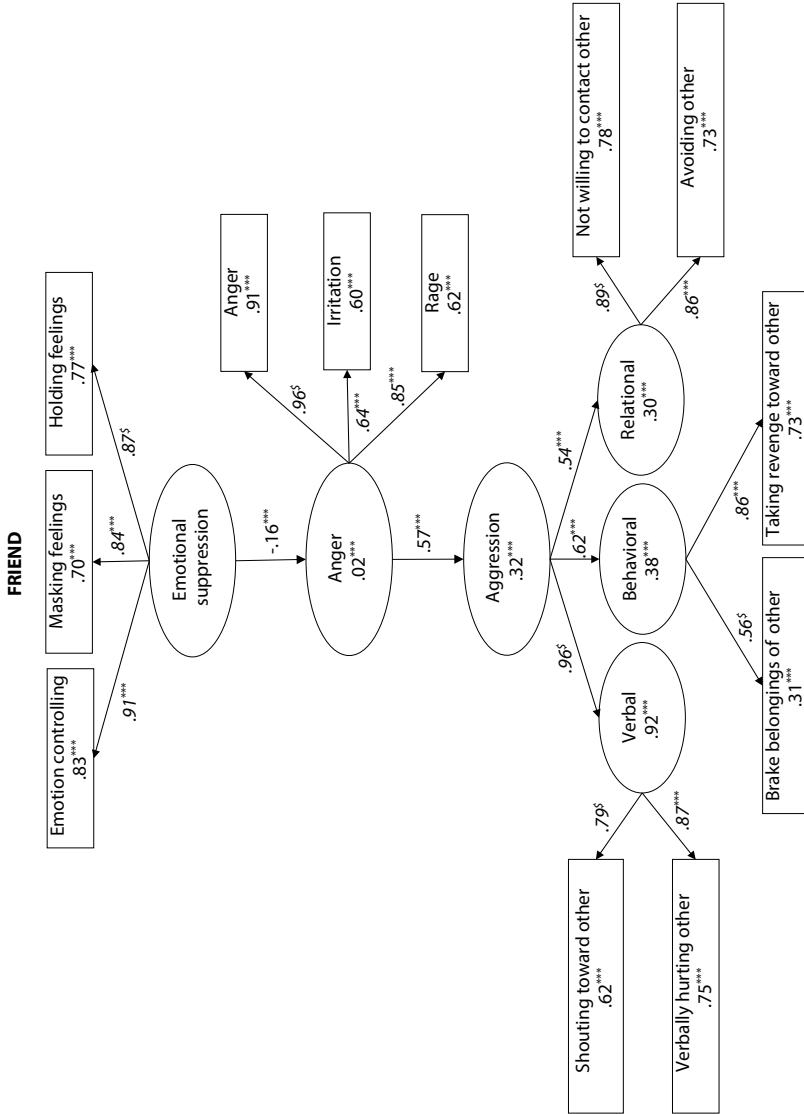 FRIEND
Emotion controlling
.83***
Masking feelings
.70***
Holding feelings
.77***
.91***
.84***
.87$
Emotional
suppression
-.16***
Anger
.02***
.96$
.64***
.85***
Anger
.91***
Irritation
.60***
Rage
.62***
.57***
Aggression
.32***
.96$
.62***
.54***
Verbal
.92***
Behavioral
.38***
Relational
.30***
.79$
.87***
Shouting toward other
.62***
Verbally hurting other
.75***
.56$
.86***
Brake belongings of other
.31***
Taking revenge toward other
.73***
.89$
.86***
Not willing to contact other
.78***
Avoiding other
.73***